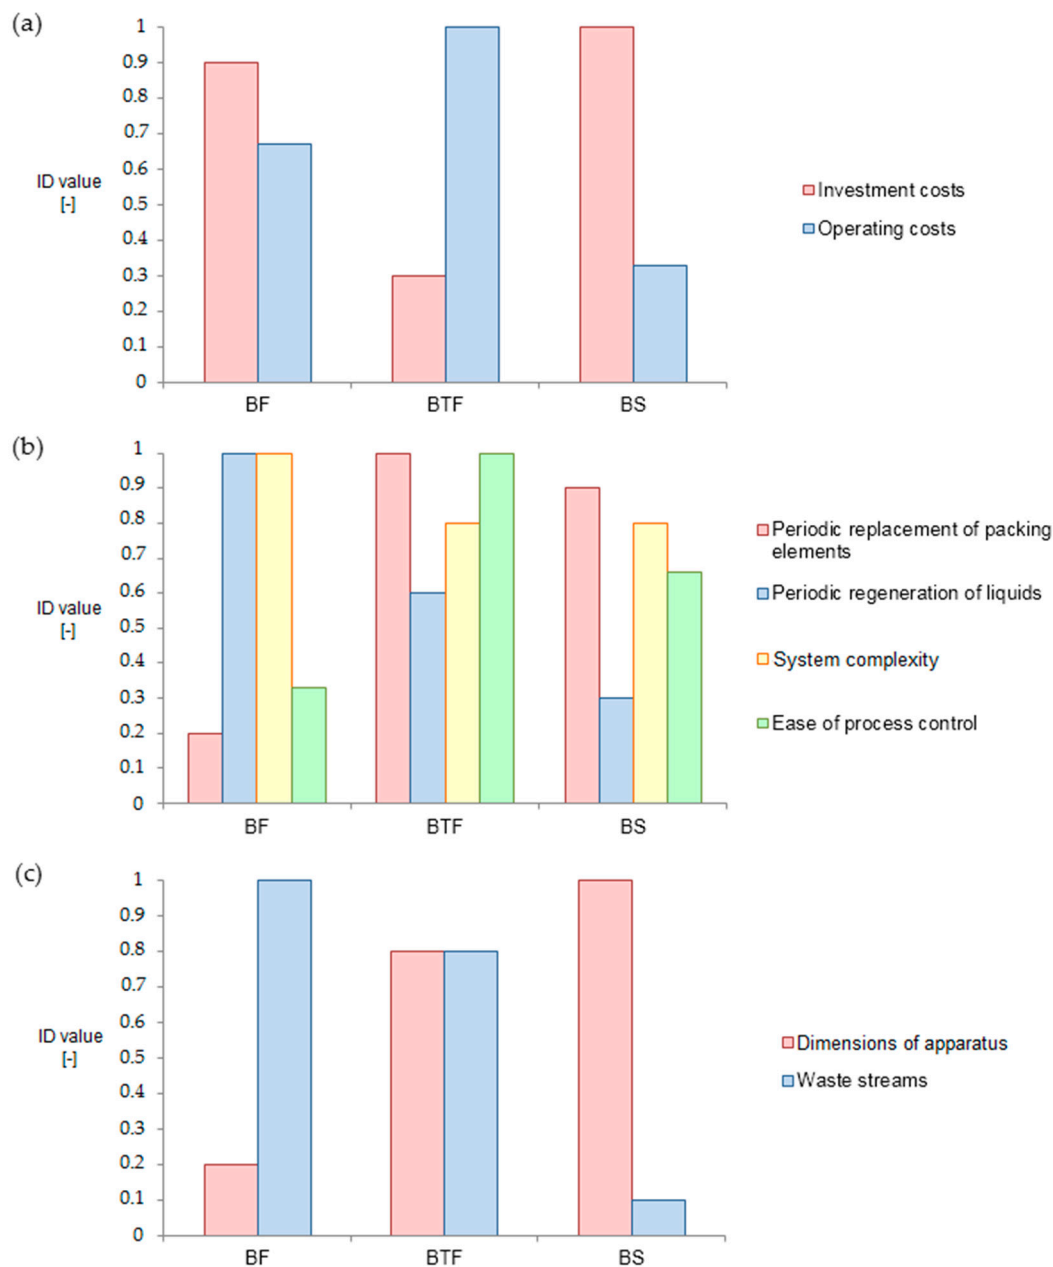 (a)
1
0.9
0.8
0.7
0.6
0.5
0.4
0.3
0.2
0.1
0
ID value
[-]
BF
BTF
BS
Investment costs
Operating costs
(b)
1
0.9
0.8
0.7
0.6
0.5
0.4
0.3
0.2
0.1
0
ID value
[-]
BF
BTF
BS
Periodic replacement of packing
elements
Periodic regeneration of liquids
System complexity
Ease of process control
(c)
1
0.9
0.8
0.7
0.6
0.5
0.4
0.3
0.2
0.1
0
ID value
[-]
BF
BTF
BS
Dimensions of apparatus
Waste streams